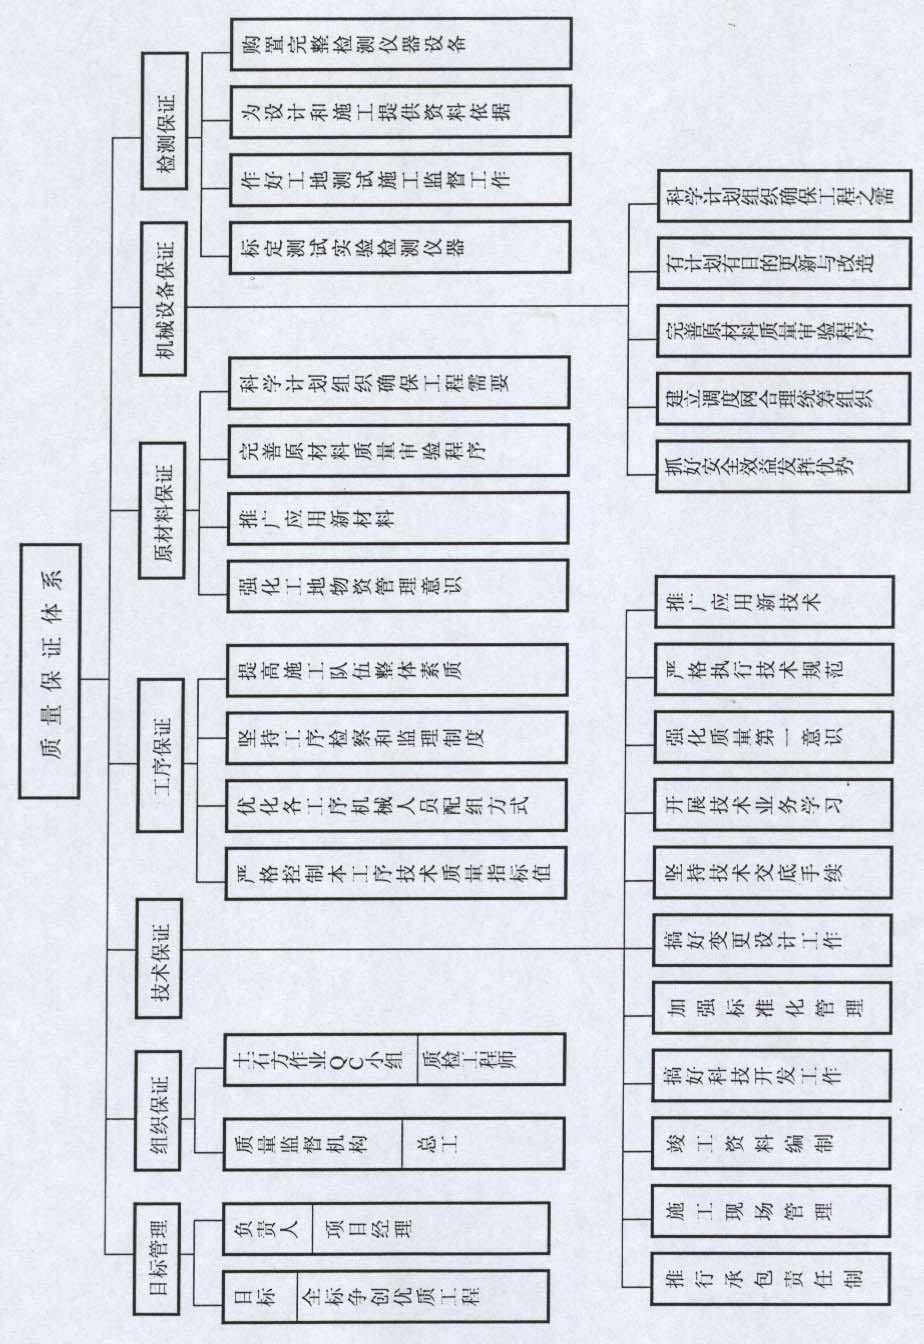 质量保证体系
目标管理
组织保证
技术保证
工序保证
原材料保证
机械设备保证
检测保证
目标
全标争创优质工程
负责人
项目经理
质量监督机构
总工
土石方作业QC小组
质检工程师
严格控制本工序技术质量指标值
优化各工序机械人员配组方式
坚持工序检察和监理制度
提高施工队伍整体素质
强化工地物资管理意识
推广应用新材料
完善原材料质量审验程序
科学计划组织确保工程需要
标定测试实验检测仪器
作好工地测试施工监督工作
为设计和施工提供资料依据
购置完整检测仪器设备
推行承包责任制
施工现场管理
竣工资料编制
搞好科技开发工作
加强标准化管理
搞好变更设计工作
坚持技术交底手续
开展技术业务学习
强化质量第一意识
严格执行技术规范
推广应用新技术
抓好安全效益发挥优势
建立调度网合理统筹组织
完善原材料质量审验程序
有计划有目的更新与改造
科学计划组织确保工程之需